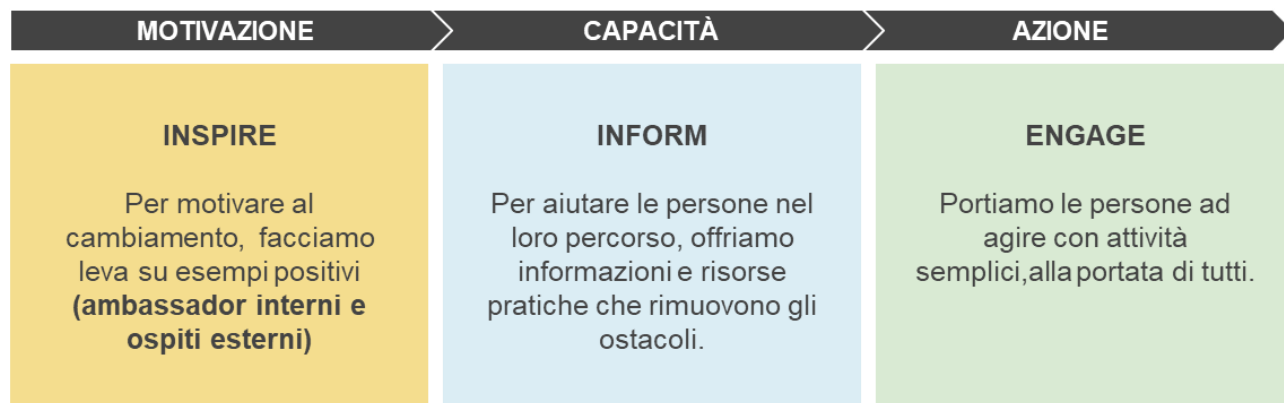 MOTIVAZIONE
CAPACITÀ
AZIONE
INSPIRE
Per motivare al
cambiamento, facciamo
leva su esempi positivi
(ambassador interni e
ospiti esterni)
INFORM
Per aiutare le persone nel
loro percorso, offriamo
informazioni e risorse
pratiche che rimuovono gli
ostacoli.
ENGAGE
Portiamo le persone ad
agire con attività
semplici,alla portata di tutti.